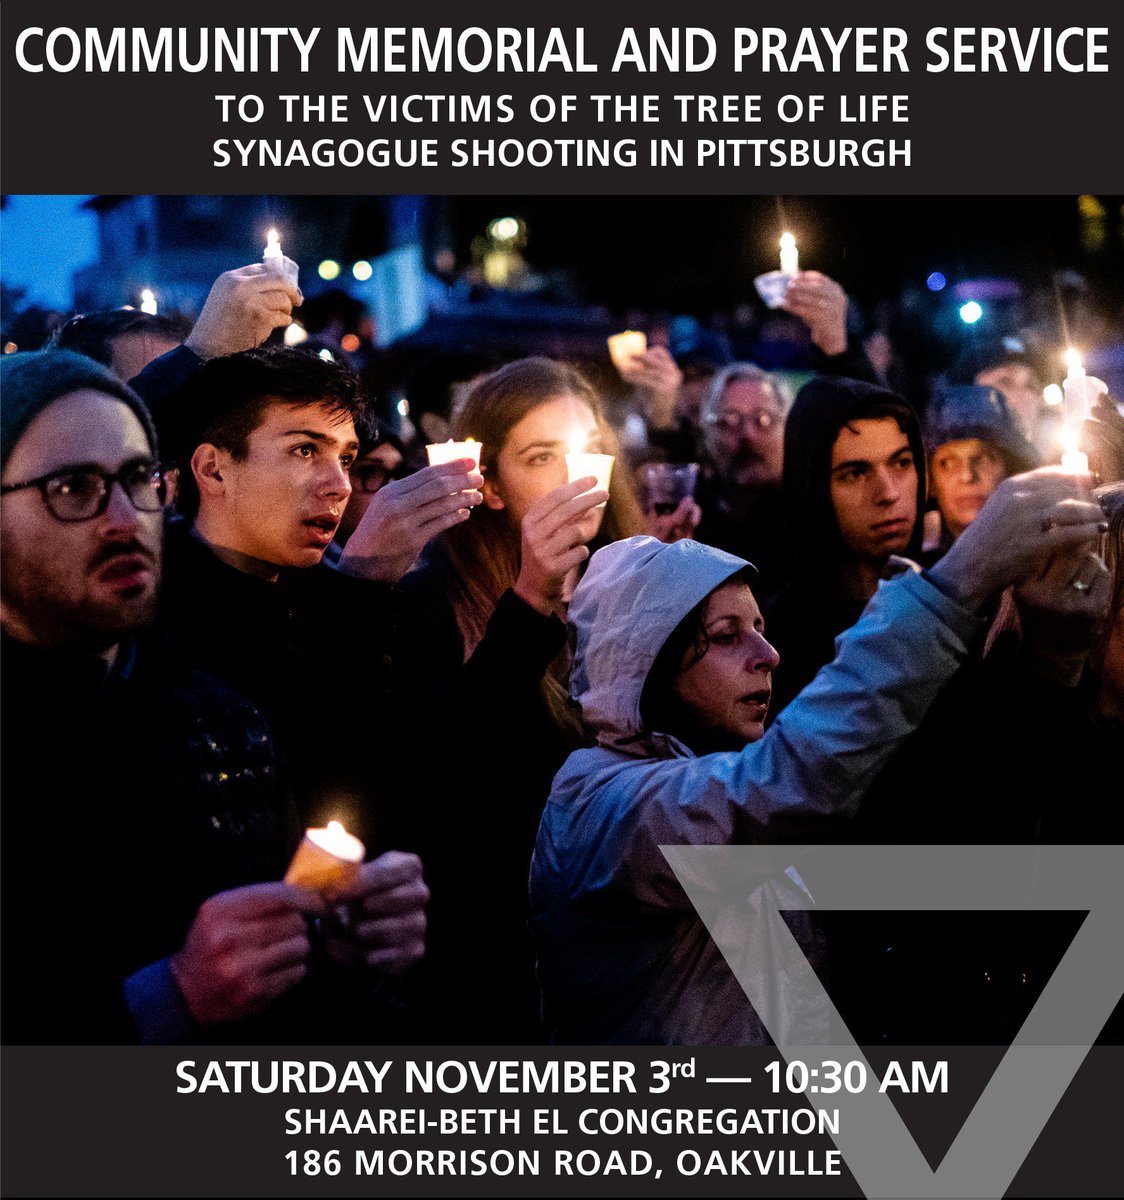 COMMUNITY MEMORIAL AND PRAYER SERVICE
TO THE VICTIMS OF THE TREE OF LIFE
SYNAGOGUE SHOOTING IN PITTSBURGH
SATURDAY NOVEMBER 3rd — 10:30 AM
SHAAREI-BETH EL CONGREGATION
186 MORRISON ROAD, OAKVILLE